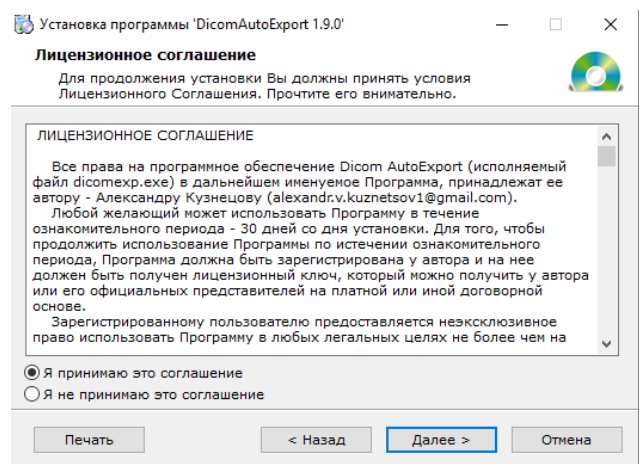 Установка программы 'DicomAutoExport 1.9.0'
Лицензионное соглашение
Для продолжения установки Вы должны принять условия
Лицензионного Соглашения. Прочтите его внимательно.
ЛИЦЕНЗИОННОЕ СОГЛАШЕНИЕ
Все права на программное обеспечение Dicom AutoExport (исполняемый
файл dicomexp.exe) в дальнейшем именуемое Программа, принадлежат ее
автору - Александру Кузнецову (alexandr.v.kuznetsov1@gmail.com).
Любой желающий может использовать Программу в течение
ознакомительного периода - 30 дней со дня установки. Для того, чтобы
продолжить использование Программы по истечении ознакомительного
периода, Программа должна быть зарегистрирована у автора и на нее
должен быть получен лицензионный ключ, который можно получить у автора
или его официальных представителей на платной или иной договорной
основе.
Зарегистрированному пользователю предоставляется неэксклюзивное
право использовать Программу в любых легальных целях не более чем на
Я принимаю это соглашение
Я не принимаю это соглашение
Печать
< Назад
Далее >
Отмена